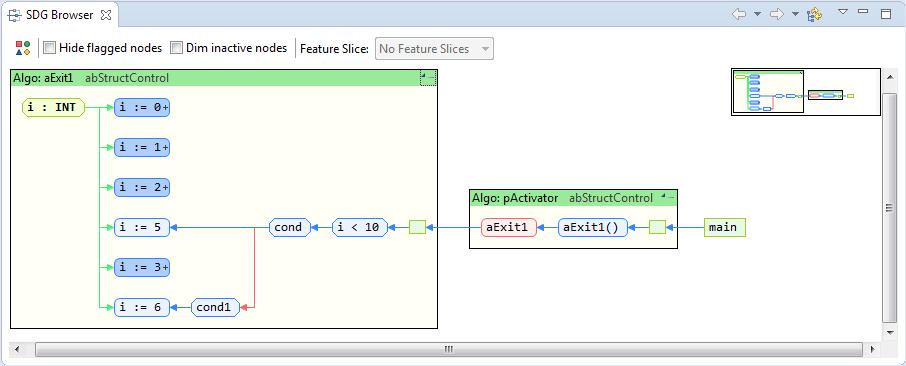 SDG Browser
Hide flagged nodes Dim inactive nodes Feature Slice: No Feature Slices
Algo: aExit1 abStructControl
i : INT
i := 0+
i := 1+
i := 2+
i := 5
cond
i < 10
i := 3+
i := 6
cond1
Algo: pActivator abStructControl
aExit1
aExit1()
main